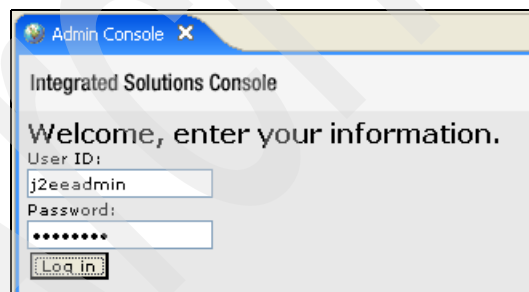 Admin Console
Integrated Solutions Console
Welcome, enter your information.
User ID:
j2eeadmin
Password:
••••••••
Log in